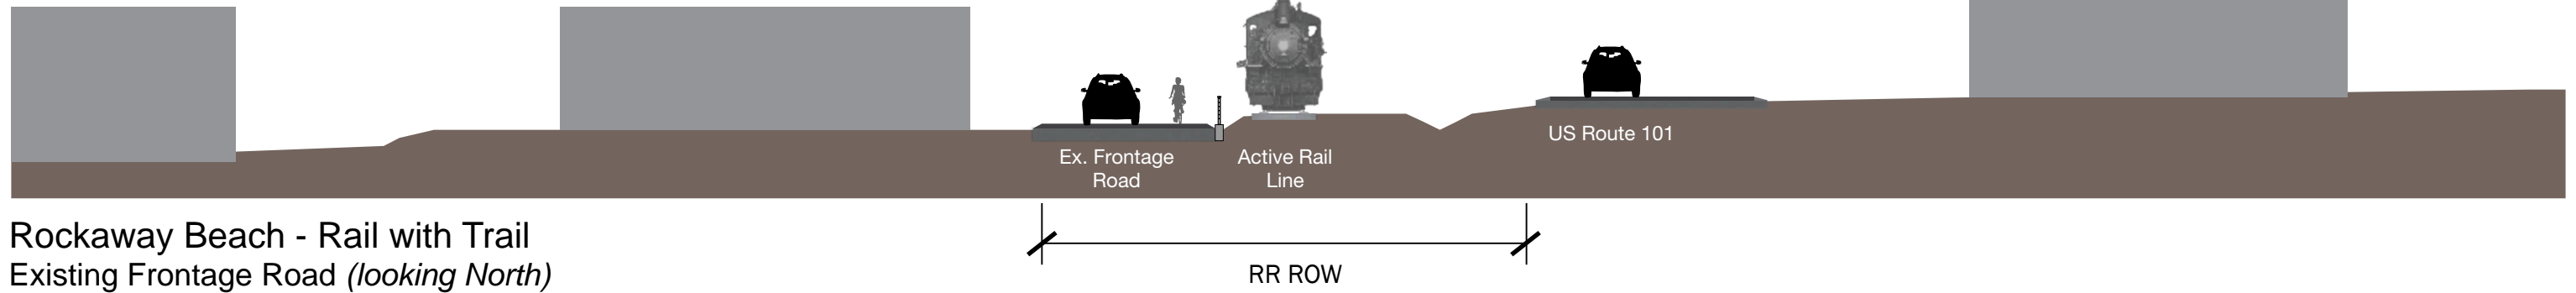 US Route 101
Ex. Frontage
Road
Active Rail
Line
Rockaway Beach - Rail with Trail
Existing Frontage Road (looking North)
RR ROW